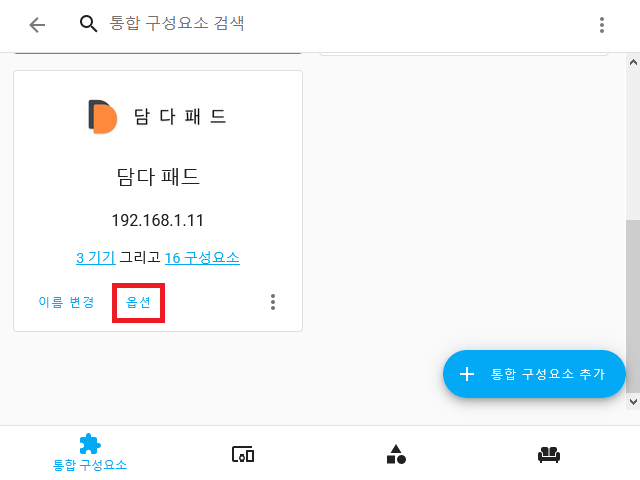 통합 구성요소 검색
담다패드
담다 패드
192.168.1.11
3 기기 그리고 16 구성요소
이름 변경 옵션
통합 구성요소 추가
통합 구성요소